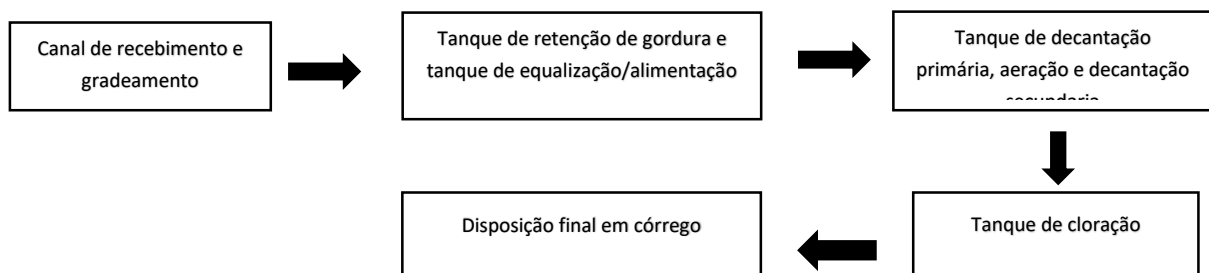 Canal de recebimento e
gradeamento
Tanque de retenção de gordura e
tanque de equalização/alimentação
Tanque de decantação
primária, aeração e decantação
secundaria
Tanque de cloração
Disposição final em córrego